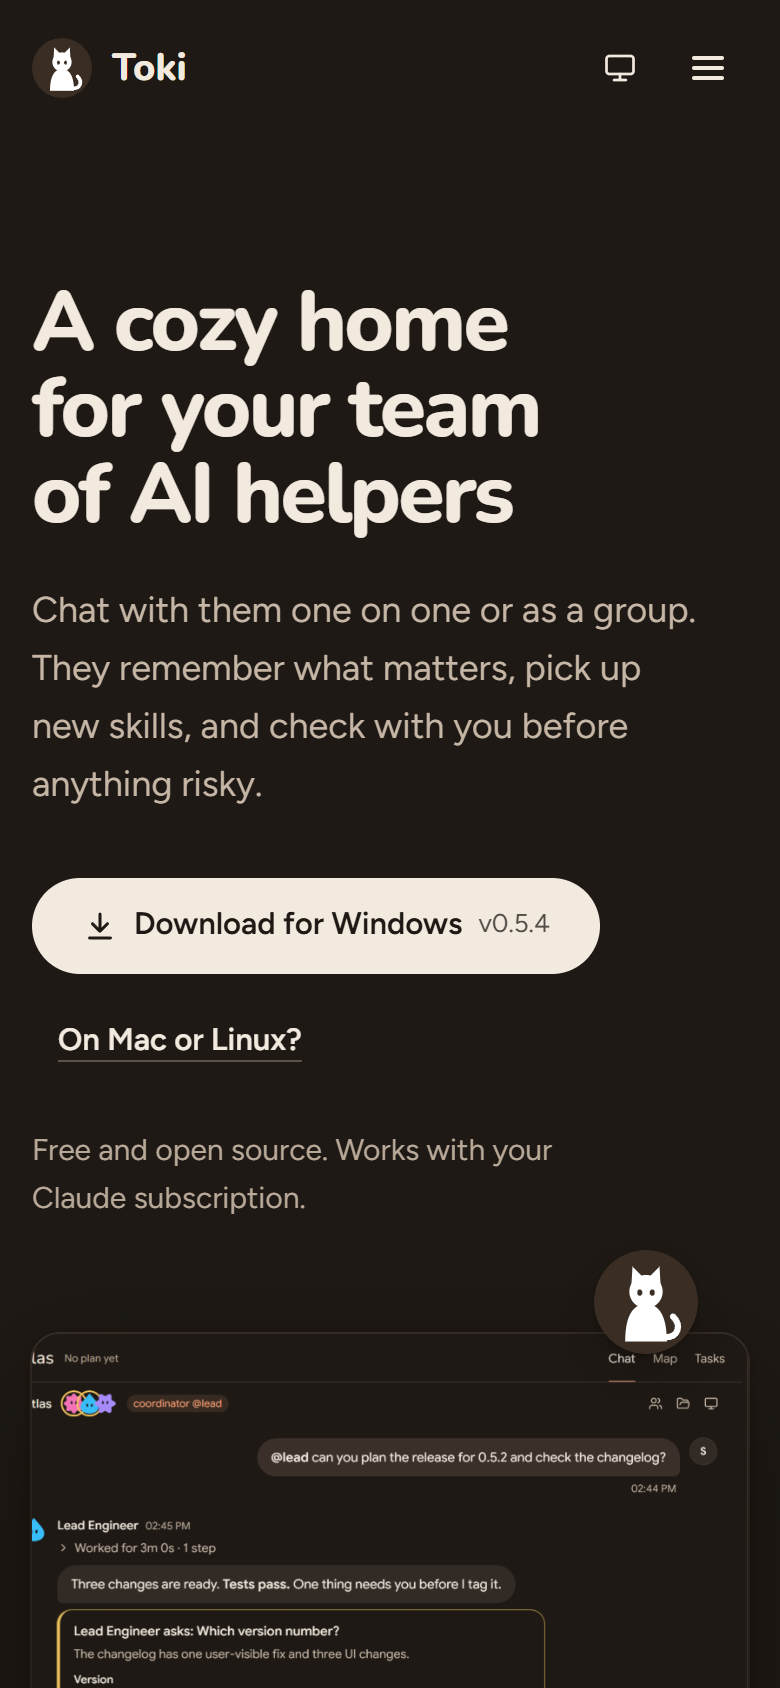 Toki
A cozy home
for your team
of AI helpers
Chat with them one on one or as a group.
They remember what matters, pick up
new skills, and check with you before
anything risky.
Download for Windows v0.5.4
On Mac or Linux?
Free and open source. Works with your
Claude subscription.
las No plan yet Chat Map Tasks
tlas coordinator @lead
@lead can you plan the release for 0.5.2 and check the changelog? S
02:44 PM
Lead Engineer 02:45 PM
> Worked for 3m 0s · 1 step
Three changes are ready. Tests pass. One thing needs you before I tag it.
Lead Engineer asks: Which version number?
The changelog has one user-visible fix and three UI changes.
Version